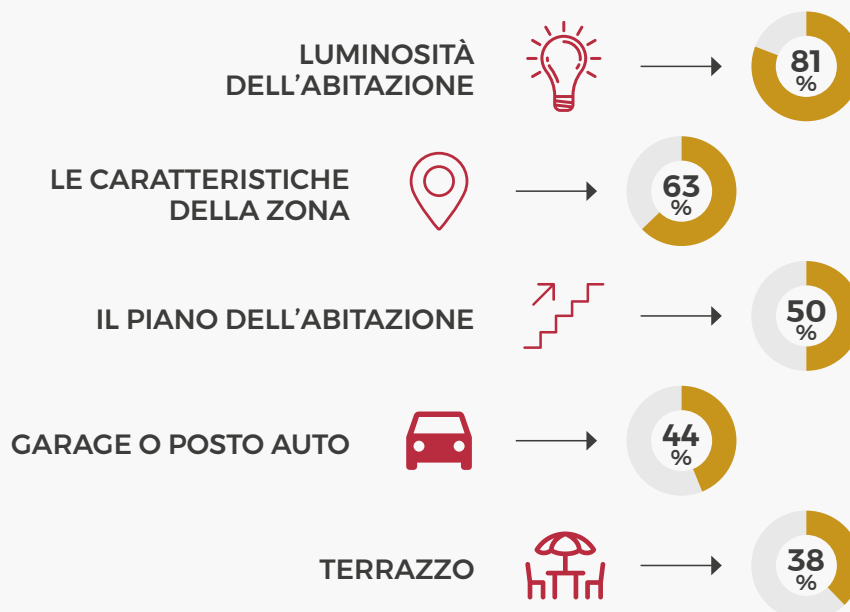 LUMINOSITÀ
DELL’ABITAZIONE
81
%
LE CARATTERISTICHE
DELLA ZONA
63
%
IL PIANO DELL’ABITAZIONE
50
%
GARAGE O POSTO AUTO
44
%
TERRAZZO
38
%